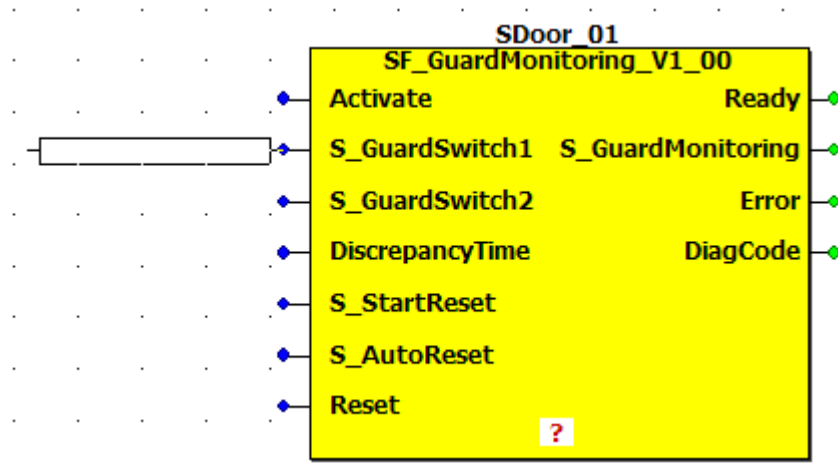 SDoor_01
SF_GuardMonitoring_V1_00
Activate Ready
S_GuardSwitch1 S_GuardMonitoring
S_GuardSwitch2 Error
DiscrepancyTime DiagCode
S_StartReset
S_AutoReset
Reset
?